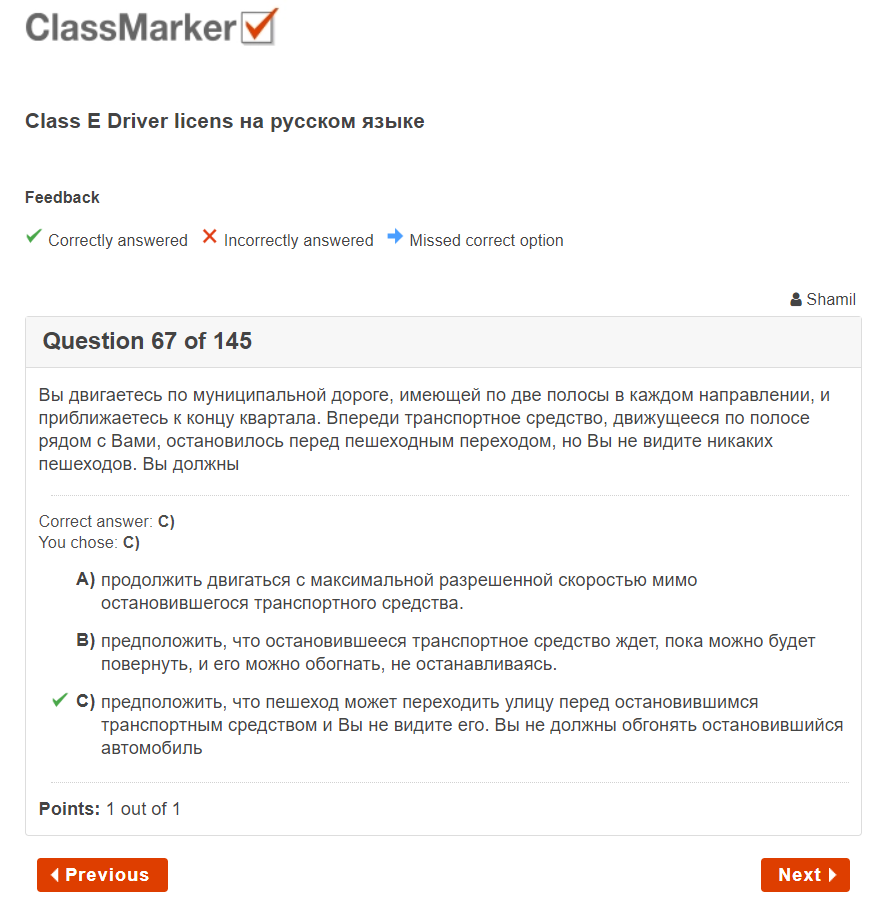 ClassMarker
Class E Driver licens на русском языке
Feedback
Correctly answered Incorrectly answered Missed correct option
Shamil
Question 67 of 145
Вы двигаетесь по муниципальной дороге, имеющей по две полосы в каждом направлении, и
приближаетесь к концу квартала. Впереди транспортное средство, движущееся по полосе
рядом с Вами, остановилось перед пешеходным переходом, но Вы не видите никаких
пешеходов. Вы должны
Correct answer: C)
You chose: C)
A) продолжить двигаться с максимальной разрешенной скоростью мимо
остановившегося транспортного средства.
B) предположить, что остановившееся транспортное средство ждет, пока можно будет
повернуть, и его можно обогнать, не останавливаясь.
C) предположить, что пешеход может переходить улицу перед остановившимся
транспортным средством и Вы не видите его. Вы не должны обгонять остановившийся
автомобиль
Points: 1 out of 1
Previous Next